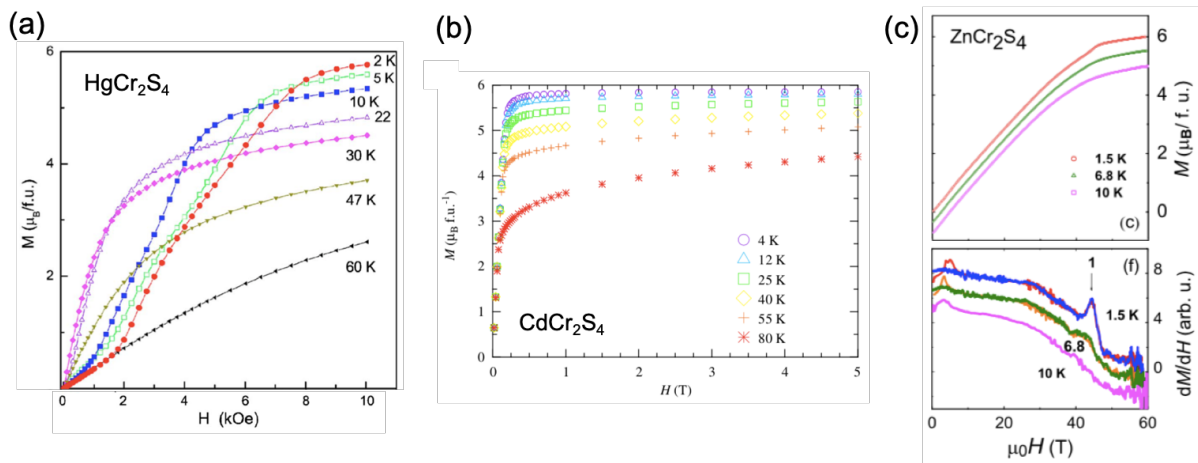 (a)
HgCr2S4
M (μB/f.u.)
6
4
2
2 K
5 K
10 K
22
30 K
47 K
60 K
0 2 4 6 8 10
H (kOe)
(b)
M (μB f.u.-1)
6
5
4
3
2
1
0
4 K
12 K
25 K
40 K
55 K
80 K
CdCr2S4
0 1 2 3 4 5
H (T)
(c)
ZnCr2S4
6
4
2
0
M (μB/ f. u.)
1.5 K
6.8 K
10 K
(c)
(f)
1
8
4
0
dM/dH (arb. u.)
1.5 K
6.8
10 K
0 20 40 60
μ0H (T)